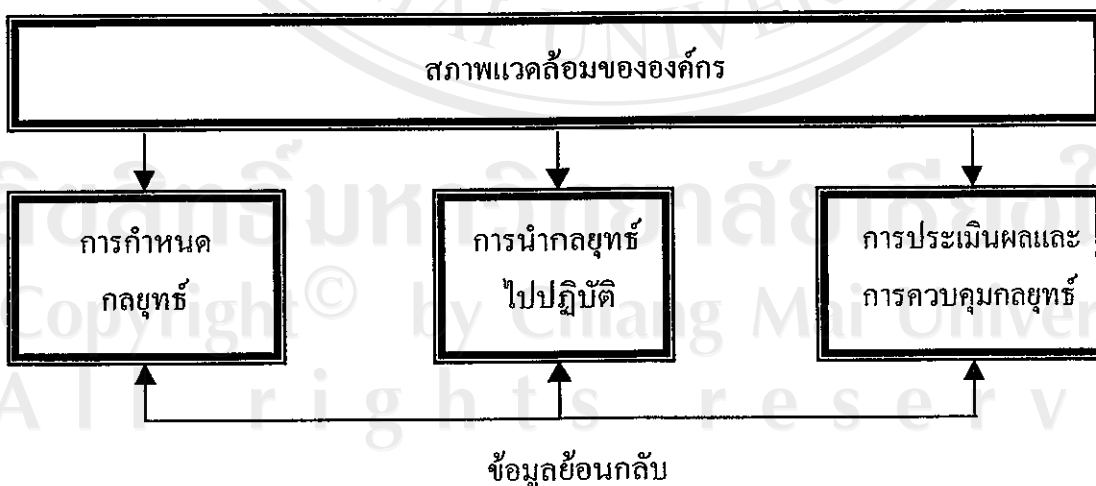 MAI UNIVE
สภาพแวดล้อมขององค์กร
การกำหนด
กลยุทธ์
การนำกลยุทธ์
ไปปฏิบัติ
การประเมินผลและ
การควบคุมกลยุทธ์
Copyright © by Chiang Mai Univer
All rights reserv
ข้อมูลย้อนกลับ